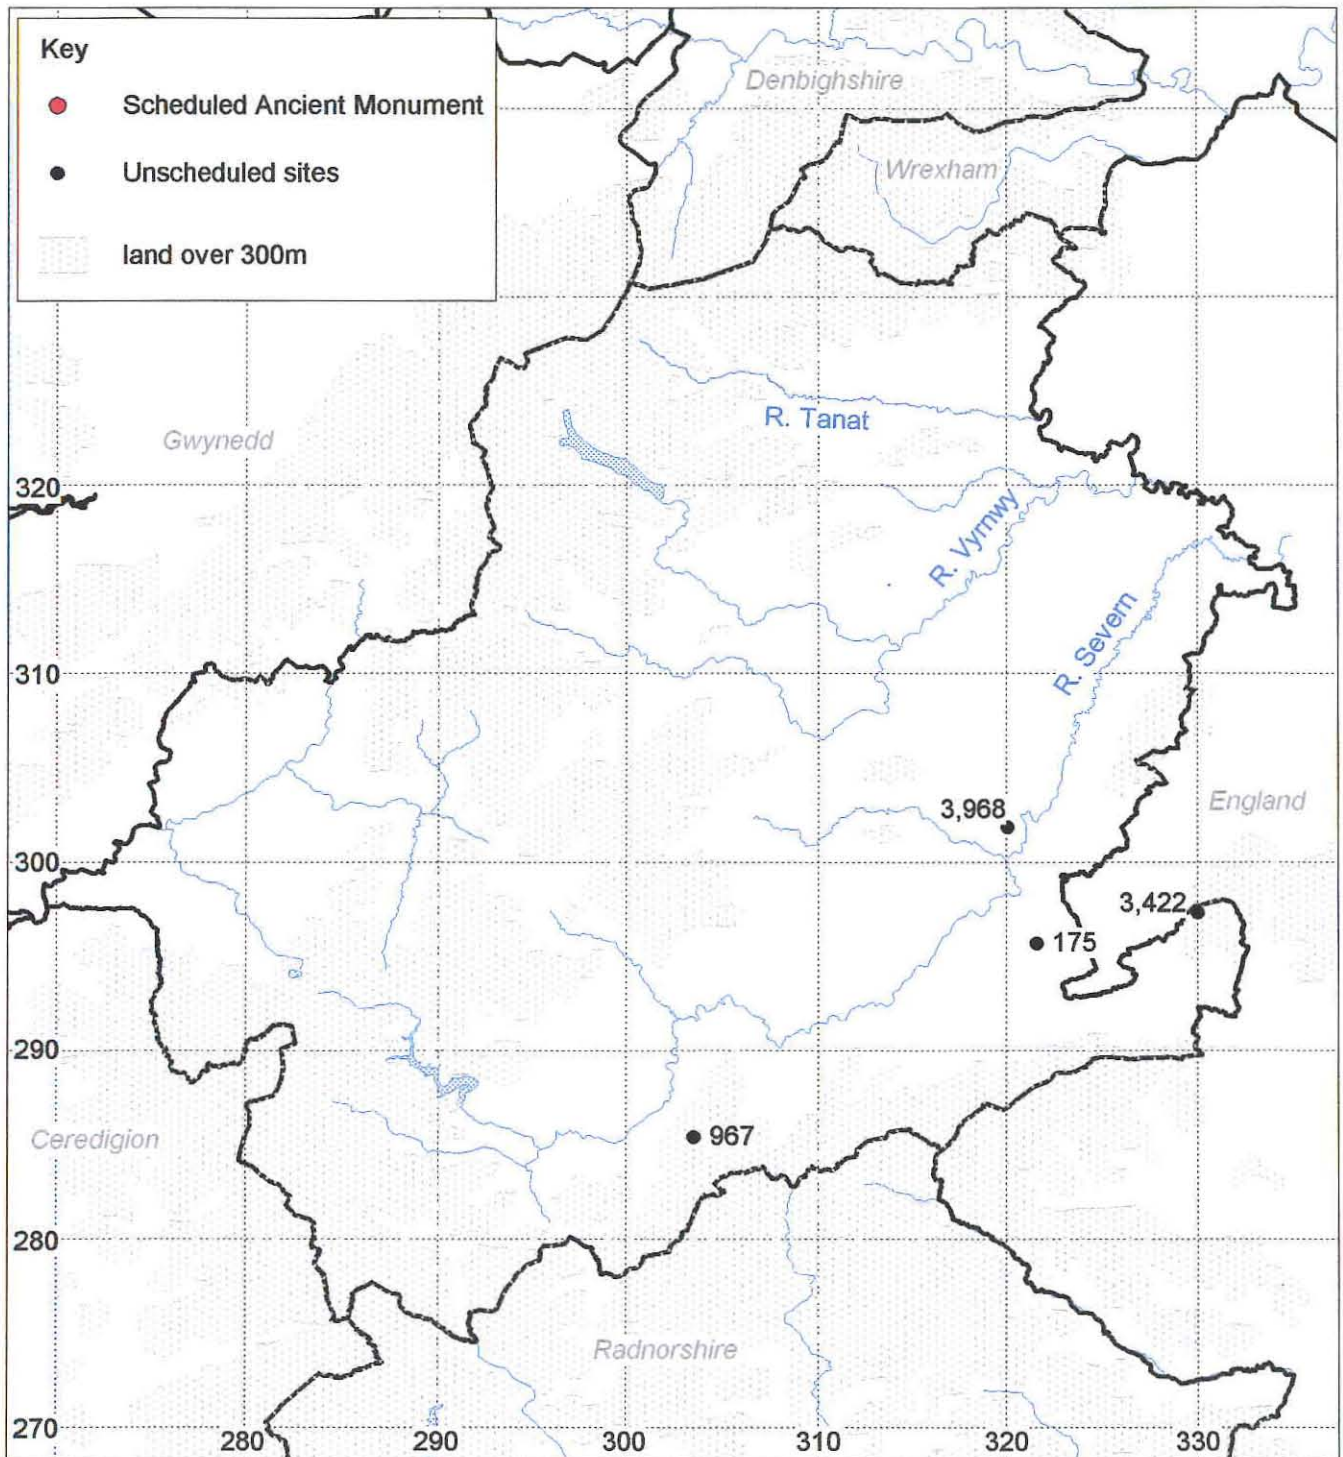 Key
Scheduled Ancient Monument
Unscheduled sites
land over 300m
Denbighshire
Wrexham
Gwynedd
R. Tanat
320
R. Vyrnwy
R. Severn
310
England
3,968
300
3,422
175
290
Ceredigion
967
280
Radnorshire
270
280 290 300 310 320 330